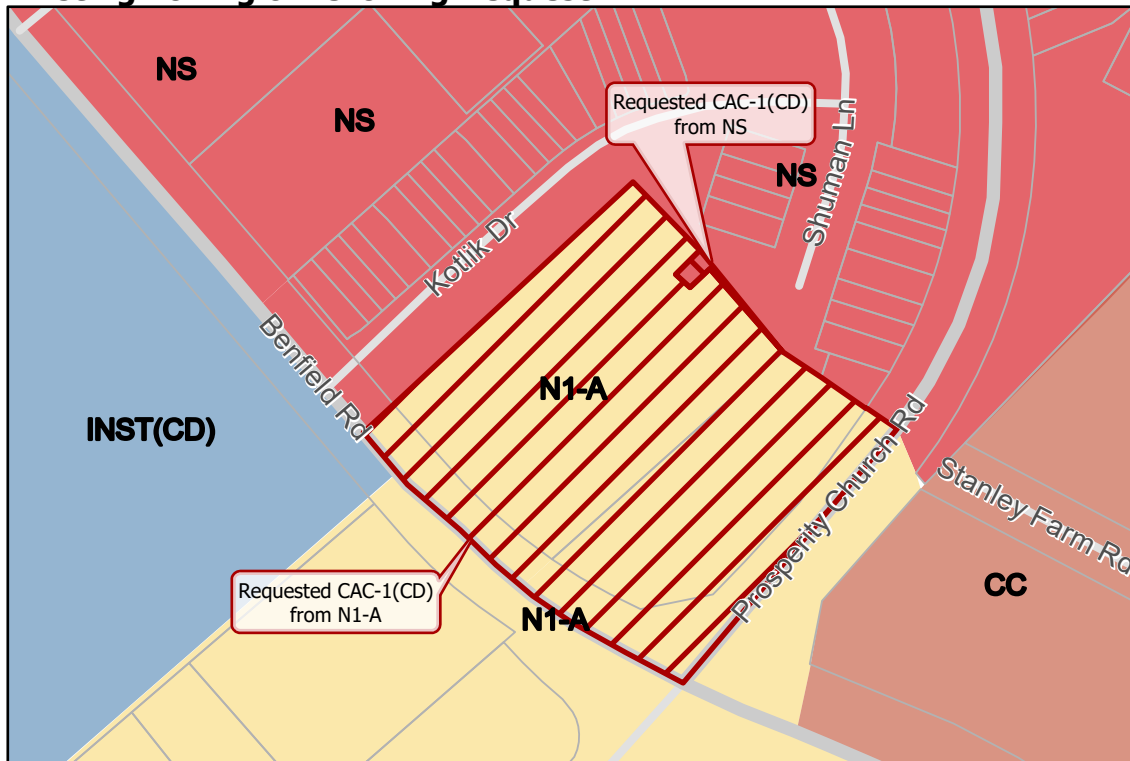 NS
NS
Requested CAC-1(CD)
from NS
NS
Shuman Ln
Kotlik Dr
Benfield Rd
N1-A
INST(CD)
Prosperity Church Rd
Stanley Farm Rd
CC
Requested CAC-1(CD)
from N1-A
N1-A